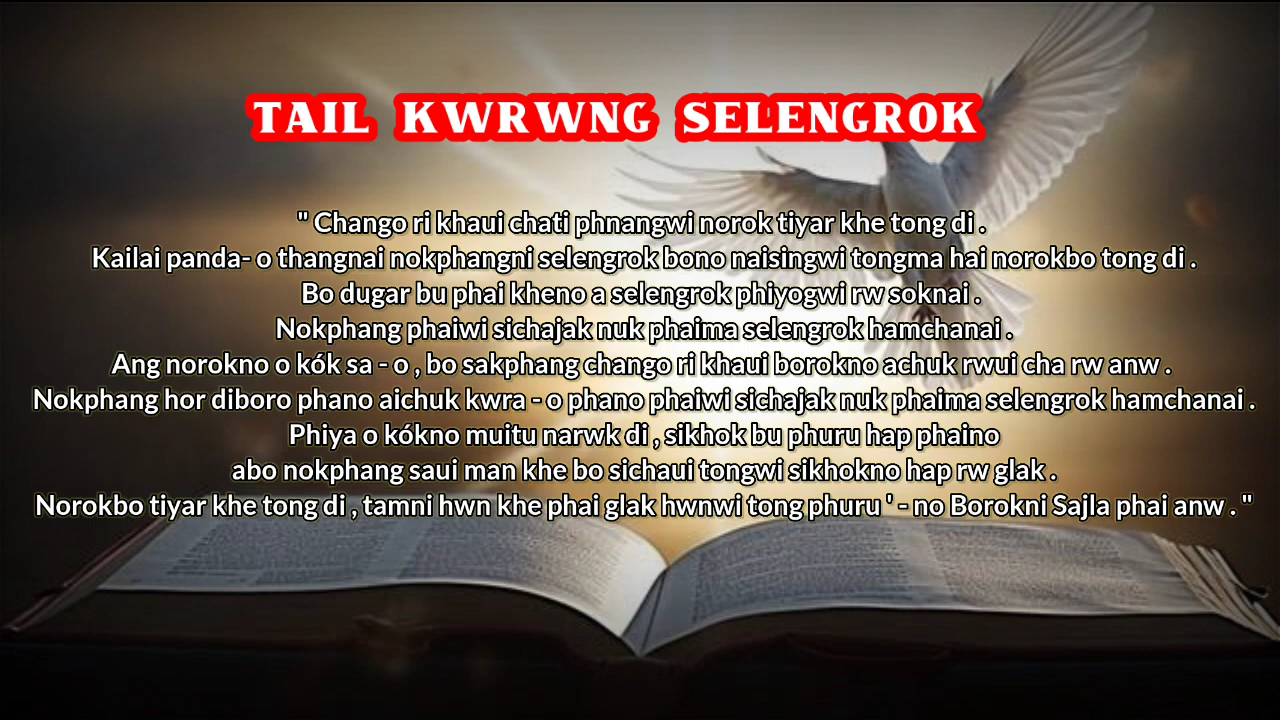 TAIL KWRWNG SELENGROK
" Chango ri khaui chati phnangwi norok tiyar khe tong di .
Kailai panda- o thangnai nokphangni selengrok bono naisingwi tongma hai norokbo tong di .
Bo dugar bu phai kheno a selengrok phiyogwi rw soknai .
Nokphang phaiwi sichajak nuk phaima selengrok hamchanai .
Ang norokno o kók sa - o , bo sakphang chango ri khaui borokno achuk rwui cha rw anw .
Nokphang hor diboro phano aichuk kwra - o phano phaiwi sichajak nuk phaima selengrok hamchanai .
Phiya o kókno muitu narwk di , sikhok bu phuru hap phaino
abo nokphang saui man khe bo sichaui tongwi sikhokno hap rw glak .
Norokbo tiyar khe tong di , tamni hwn khe phai glak hwnwi tong phuru ' - no Borokni Sajla phai anw . "